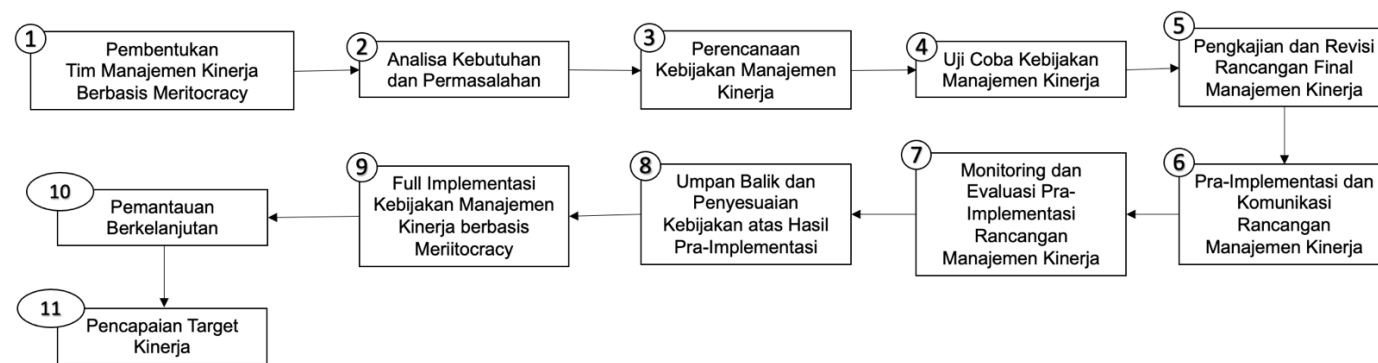 1
Pembentukan
Tim Manajemen Kinerja
Berbasis Meritocracy
2
Analisa Kebutuhan
dan Permasalahan
3
Perencanaan
Kebijakan Manajemen
Kinerja
4
Uji Coba Kebijakan
Manajemen Kinerja
5
Pengkajian dan Revisi
Rancangan Final
Manajemen Kinerja
6
Pra-Implementasi dan
Komunikasi
Rancangan
Manajemen Kinerja
7
Monitoring dan
Evaluasi Pra-
Implementasi
Rancangan
Manajemen Kinerja
8
Umpan Balik dan
Penyesuaian
Kebijakan atas Hasil
Pra-Implementasi
9
Full Implementasi
Kebijakan Manajemen
Kinerja berbasis
Meriitocracy
10
Pemantauan
Berkelanjutan
11
Pencapaian Target
Kinerja